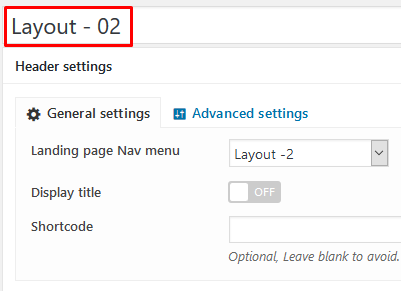 Layout - 02
Header settings
General settings Advanced settings
Landing page Nav menu Layout -2
Display title OFF
Shortcode
Optional, Leave blank to avoid.